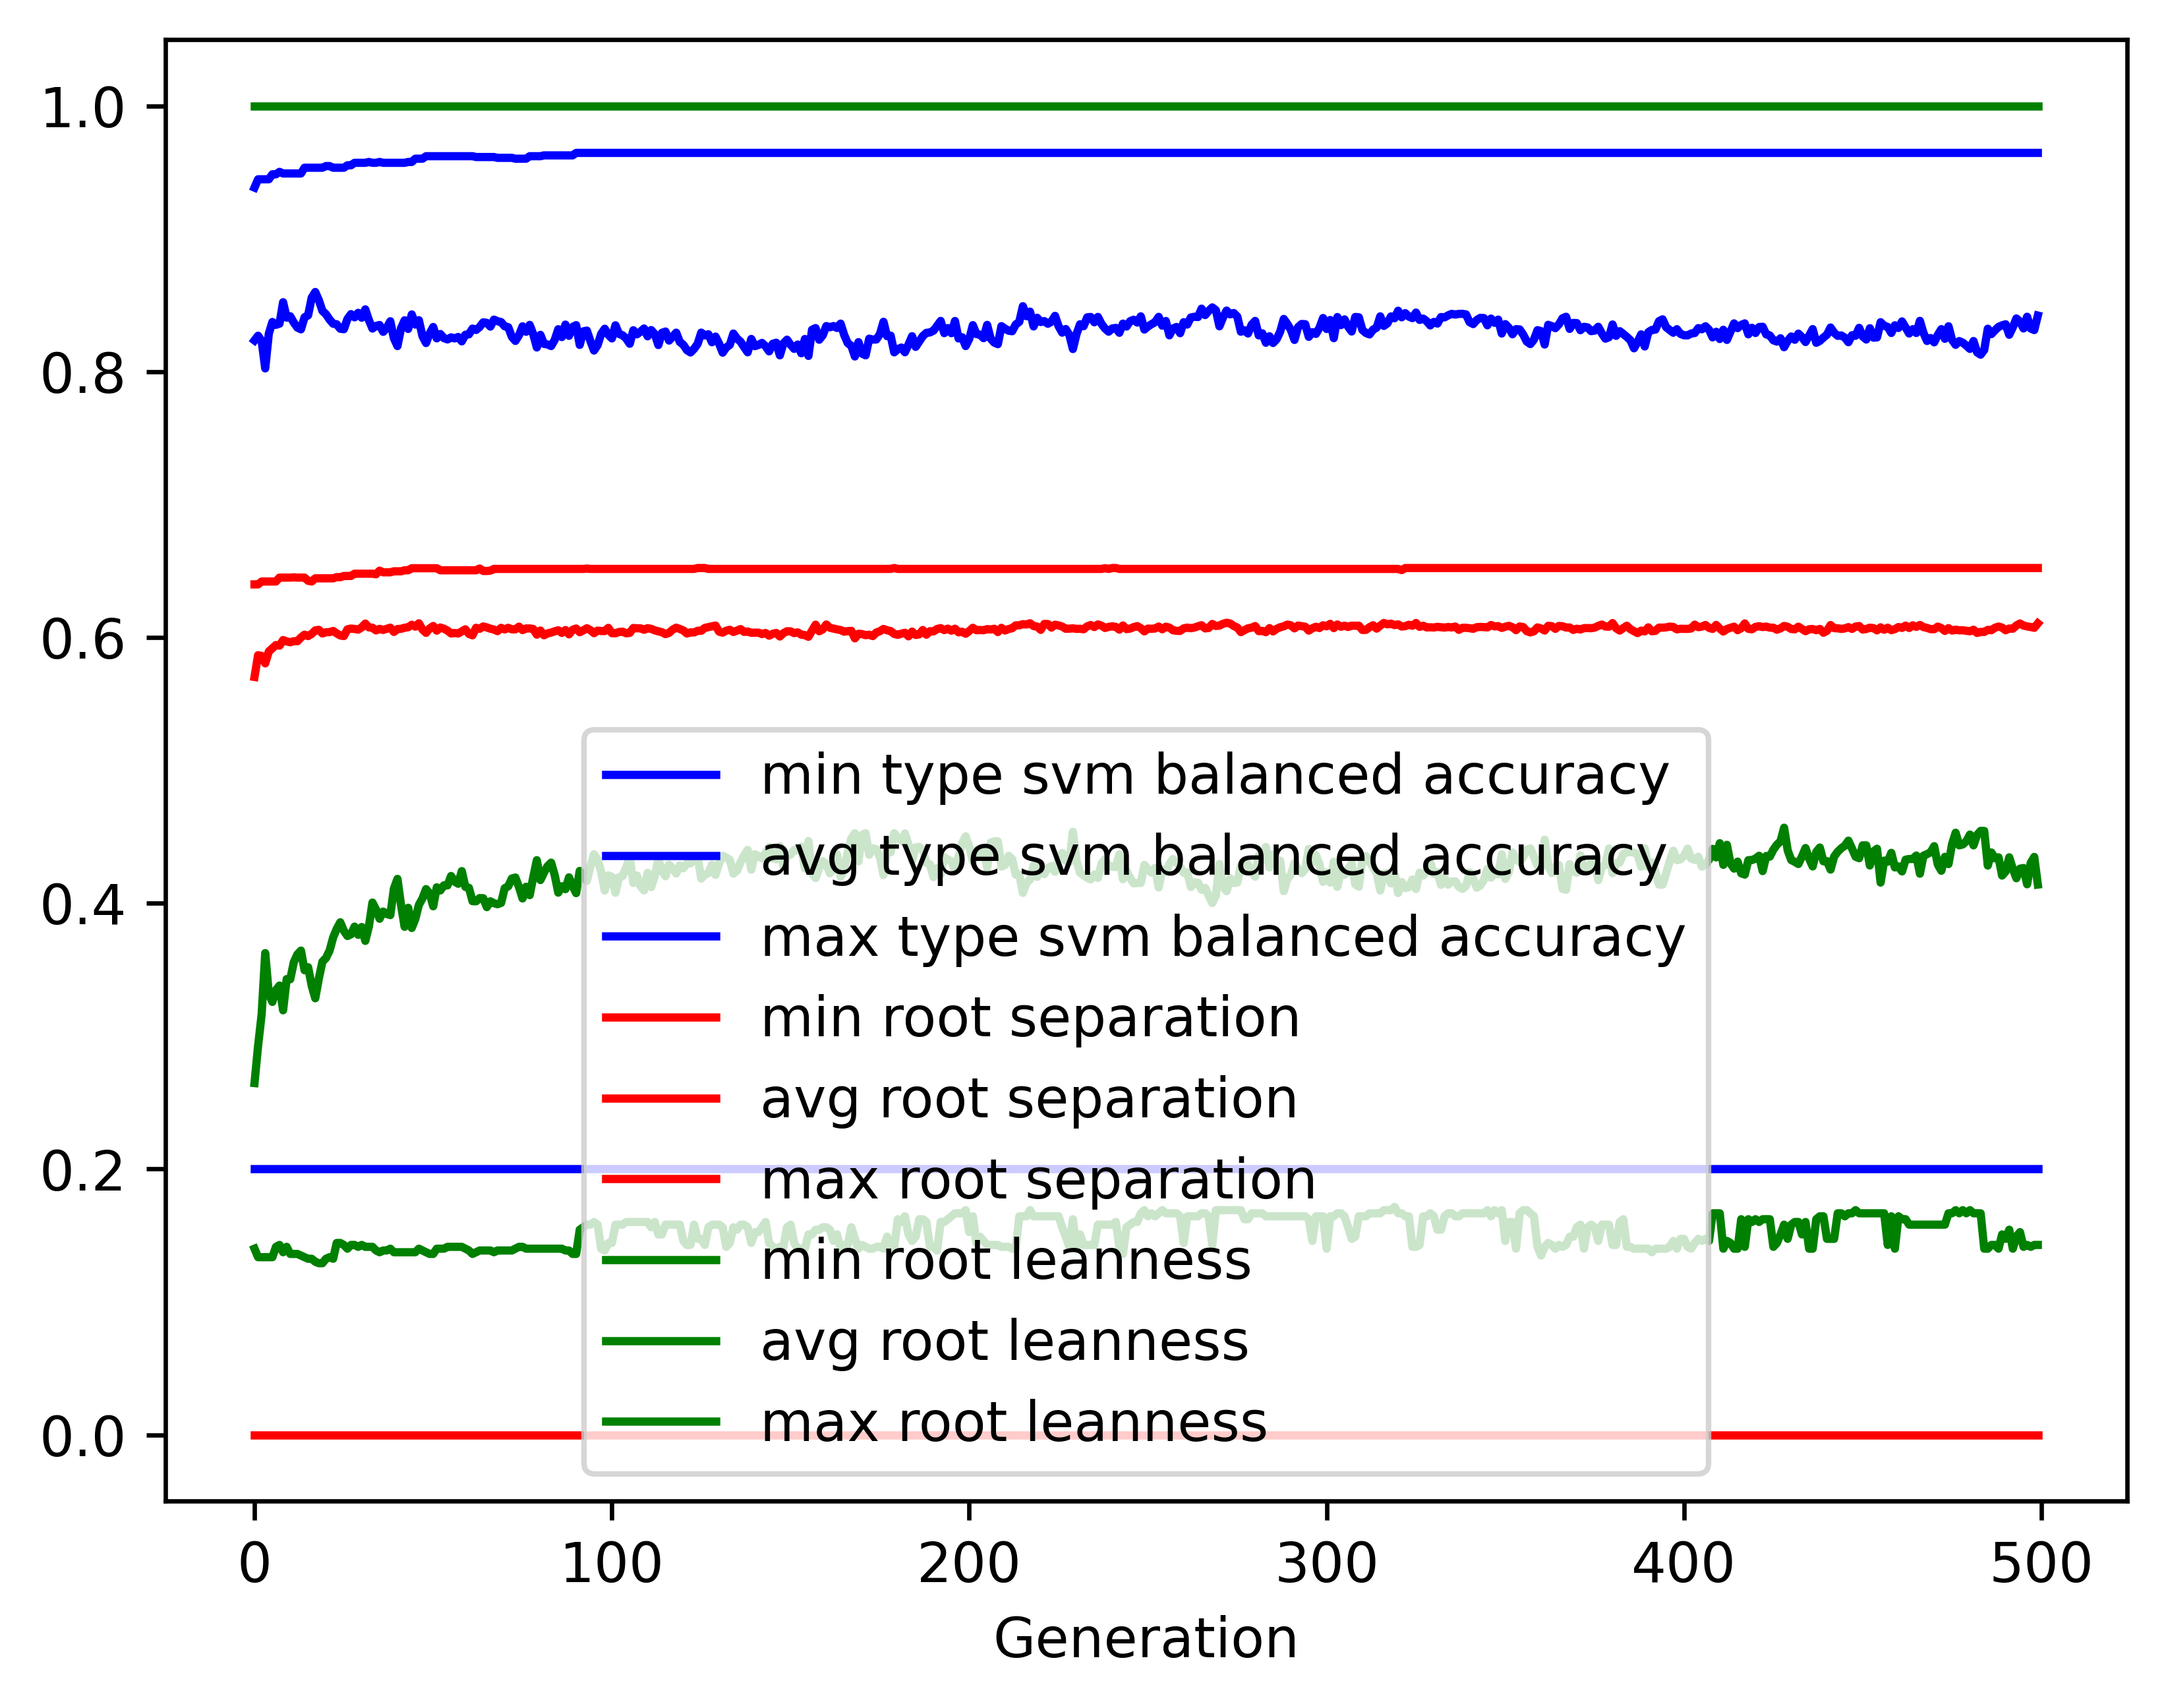 1.0
0.8
0.6
0.4
0.2
0.0
min type svm balanced accuracy
avg type svm balanced accuracy
max type svm balanced accuracy
min root separation
avg root separation
max root separation
min root leanness
avg root leanness
max root leanness
0 100 200 300 400 500
Generation